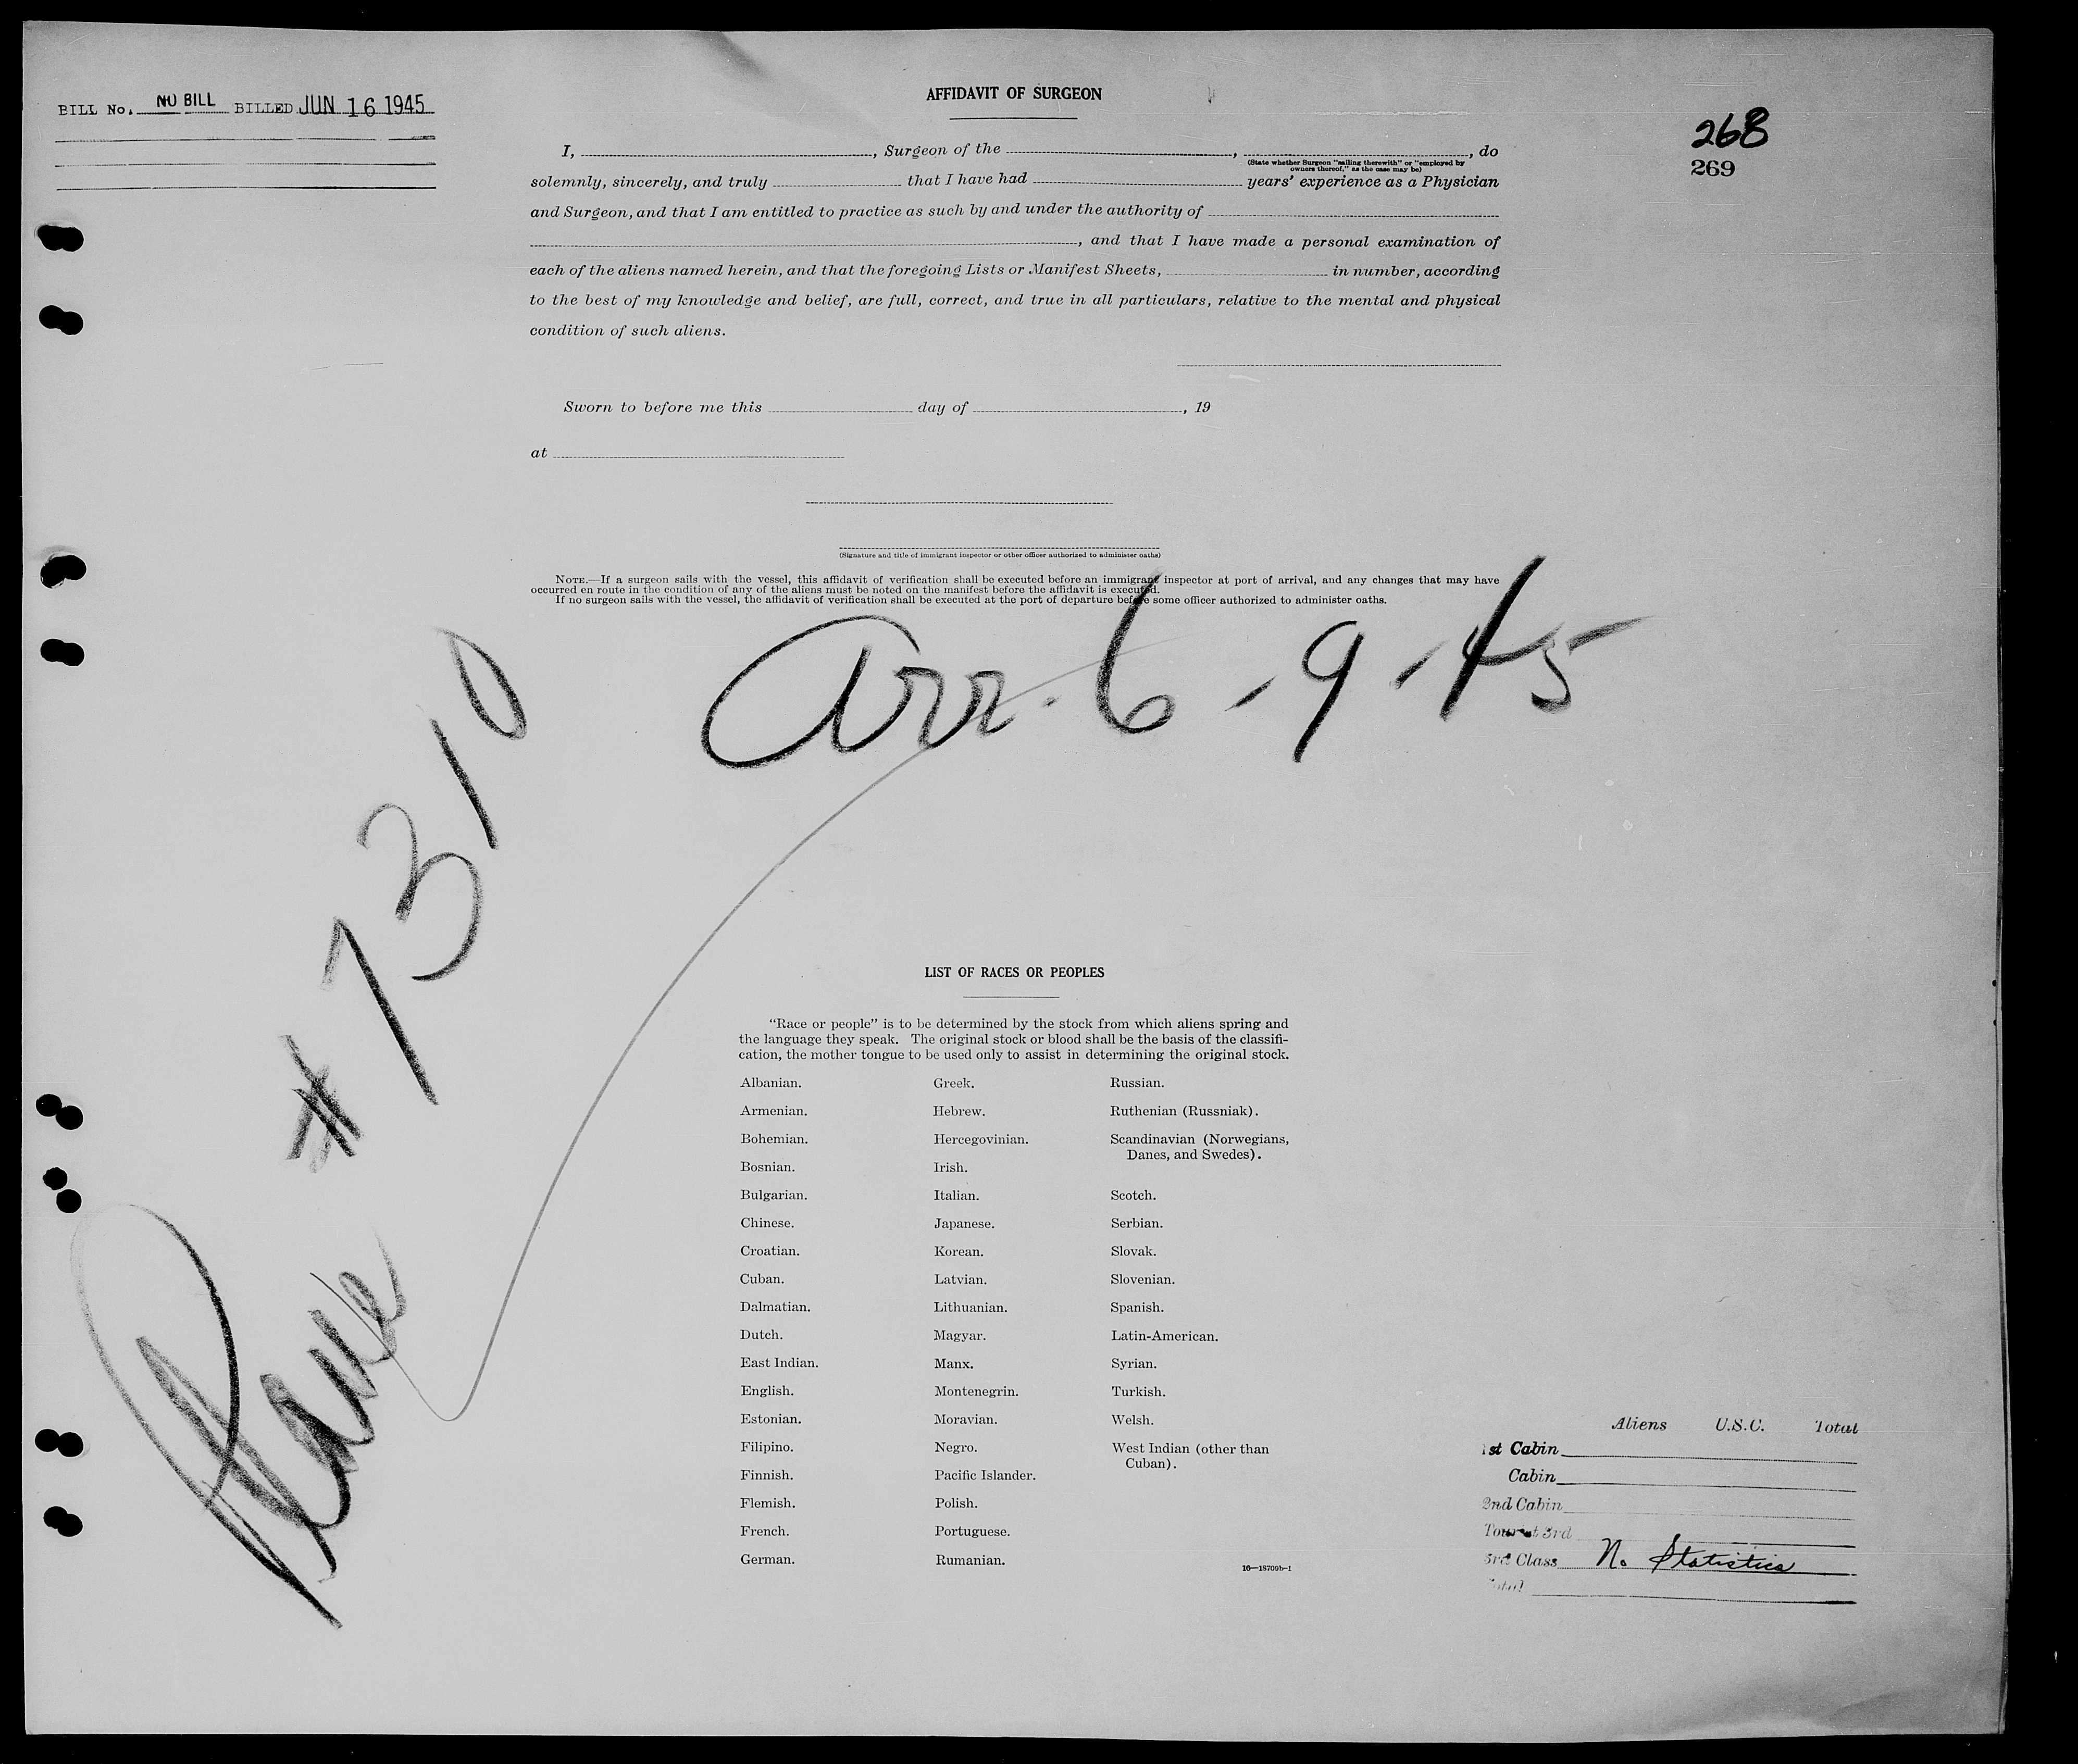 BILL No. NO BILL BILLED JUN 16 1945
AFFIDAVIT OF SURGEON
268
269
I, , Surgeon of the , , do
(State whether Surgeon "sailing therewith" or "employed by
owners thereof," as the case may be)
solemnly, sincerely, and truly that I have had years' experience as a Physician
and Surgeon, and that I am entitled to practice as such by and under the authority of
, and that I have made a personal examination of
each of the aliens named herein, and that the foregoing Lists or Manifest Sheets, in number, according
to the best of my knowledge and belief, are full, correct, and true in all particulars, relative to the mental and physical
condition of such aliens.
Sworn to before me this day of , 19
at
(Signature and title of immigrant inspector or other officer authorized to administer oaths)
NOTE.—If a surgeon sails with the vessel, this affidavit of verification shall be executed before an immigrant inspector at port of arrival, and any changes that may have
occurred en route in the condition of any of the aliens must be noted on the manifest before the affidavit is executed.
If no surgeon sails with the vessel, the affidavit of verification shall be executed at the port of departure before some officer authorized to administer oaths.
Arr. 6-9-45
Plane #7310
LIST OF RACES OR PEOPLES
"Race or people" is to be determined by the stock from which aliens spring and
the language they speak. The original stock or blood shall be the basis of the classifi-
cation, the mother tongue to be used only to assist in determining the original stock.
Albanian.
Armenian.
Bohemian.
Bosnian.
Bulgarian.
Chinese.
Croatian.
Cuban.
Dalmatian.
Dutch.
East Indian.
English.
Estonian.
Filipino.
Finnish.
Flemish.
French.
German.
Greek.
Hebrew.
Hercegovinian.
Irish.
Italian.
Japanese.
Korean.
Latvian.
Lithuanian.
Magyar.
Manx.
Montenegrin.
Moravian.
Negro.
Pacific Islander.
Polish.
Portuguese.
Rumanian.
Russian.
Ruthenian (Russniak).
Scandinavian (Norwegians,
Danes, and Swedes).
Scotch.
Serbian.
Slovak.
Slovenian.
Spanish.
Latin-American.
Syrian.
Turkish.
Welsh.
West Indian (other than
Cuban).
16—18709b-1
Aliens U.S.C. Total
1st Cabin
Cabin
2nd Cabin
Tourist 3rd
3rd Class No Statistics
Total